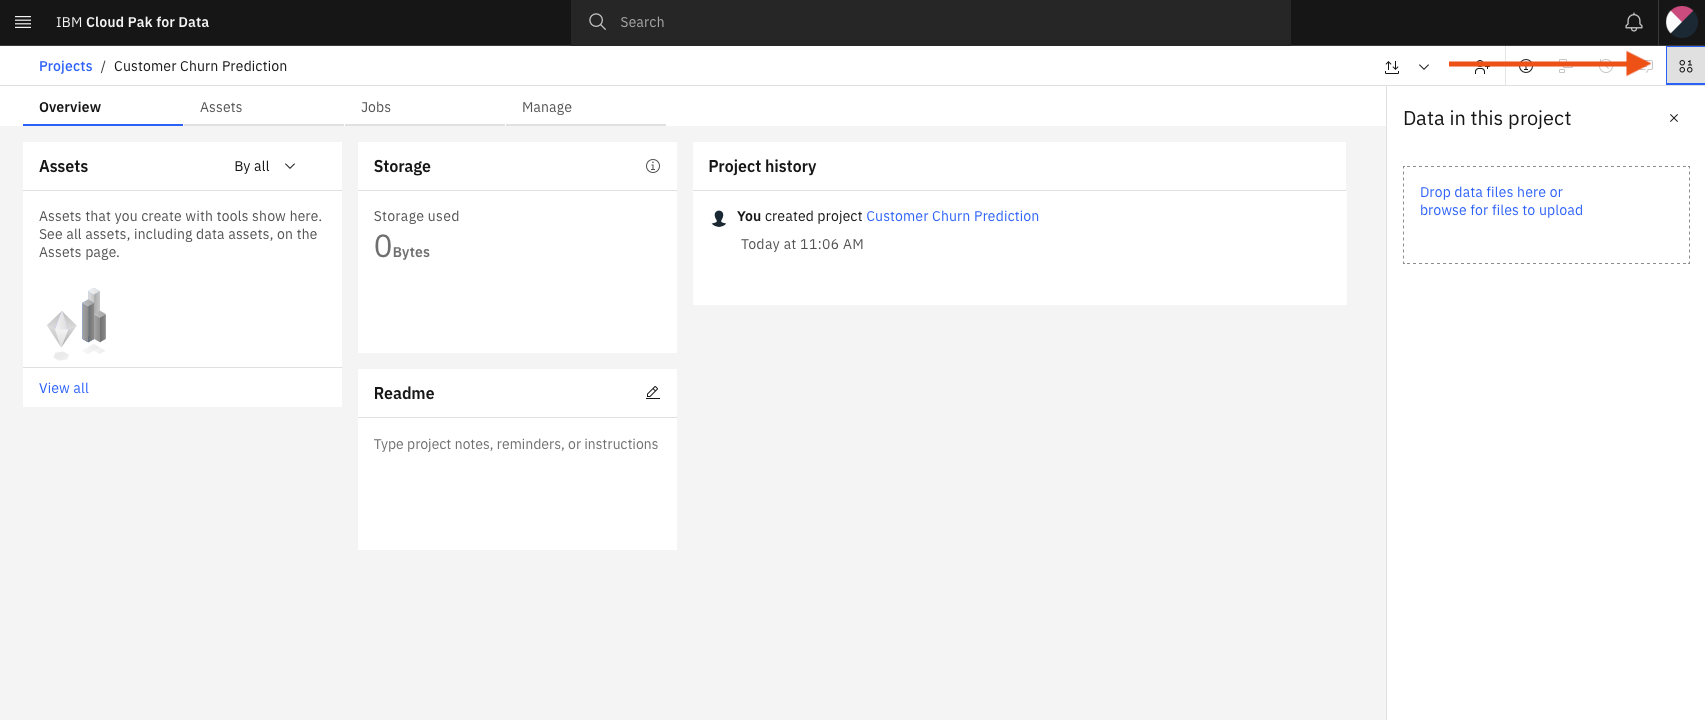 IBM Cloud Pak for Data
Search
Projects / Customer Churn Prediction
Overview
Assets
Jobs
Manage
Assets
By all
Assets that you create with tools show here.
See all assets, including data assets, on the
Assets page.
View all
Storage
Storage used
0 Bytes
Readme
Type project notes, reminders, or instructions
Project history
You created project Customer Churn Prediction
Today at 11:06 AM
Data in this project
Drop data files here or
browse for files to upload